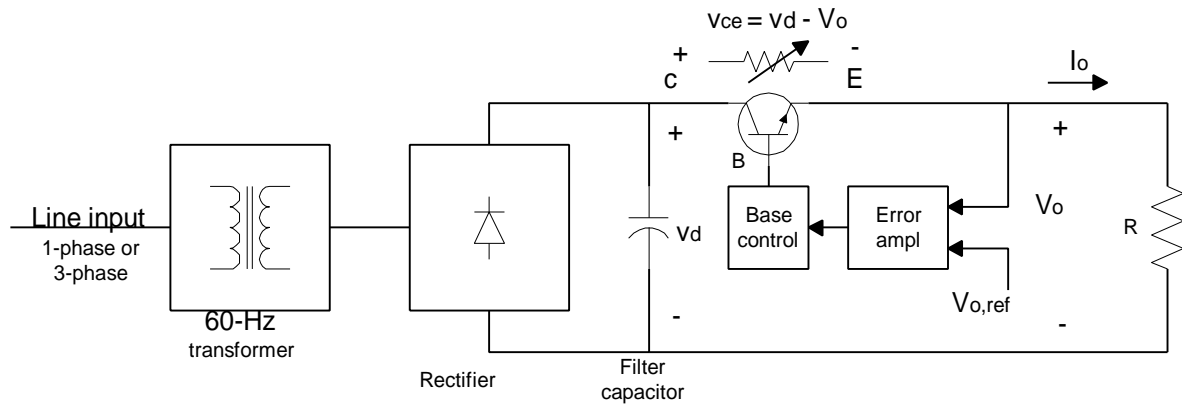 vce = vd - Vo
+
-
C
E
Io
+
B
+
Line input
1-phase or
3-phase
vd
Base
control
Error
ampl
Vo
R
Vo,ref
-
-
60-Hz
transformer
Rectifier
Filter
capacitor